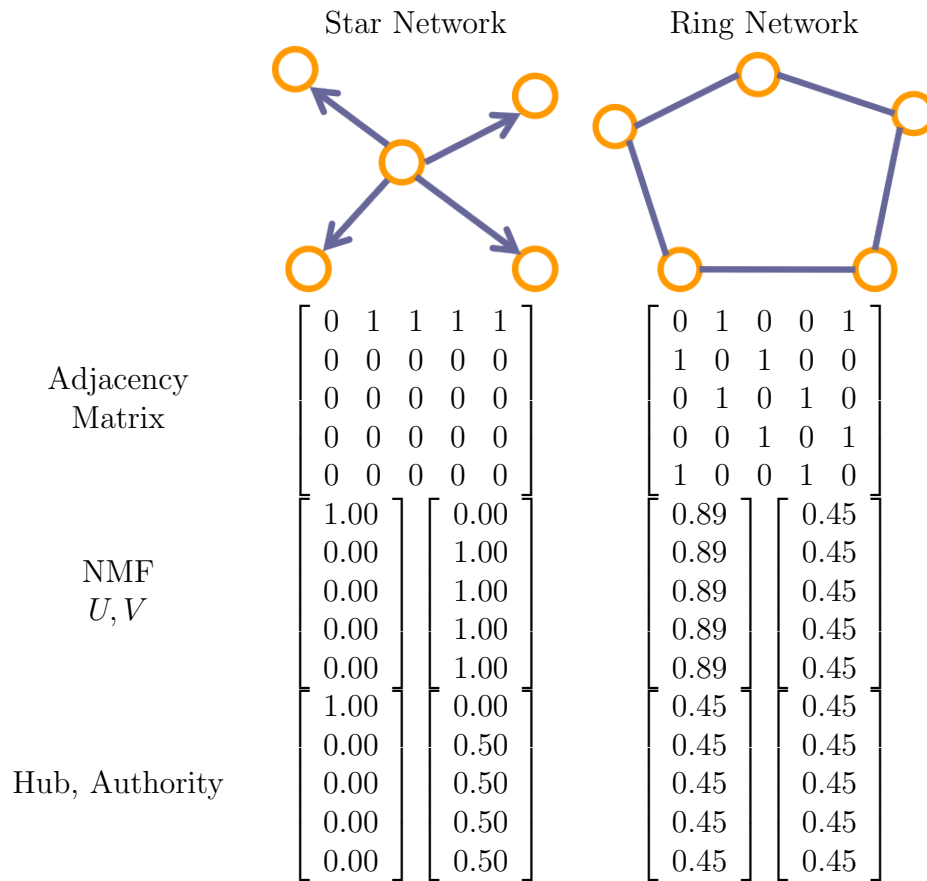 Star Network Ring Network
Adjacency
Matrix
0 1 1 1 1
0 0 0 0 0
0 0 0 0 0
0 0 0 0 0
0 0 0 0 0
0 1 0 0 1
1 0 1 0 0
0 1 0 1 0
0 0 1 0 1
1 0 0 1 0
NMF
U, V
1.00 0.00
0.00 1.00
0.00 1.00
0.00 1.00
0.00 1.00
0.89 0.45
0.89 0.45
0.89 0.45
0.89 0.45
0.89 0.45
Hub, Authority
1.00 0.00
0.00 0.50
0.00 0.50
0.00 0.50
0.00 0.50
0.45 0.45
0.45 0.45
0.45 0.45
0.45 0.45
0.45 0.45